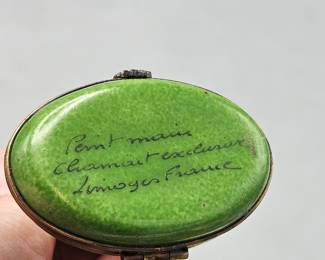 Peint main
Chamart exclusive
Limoges France